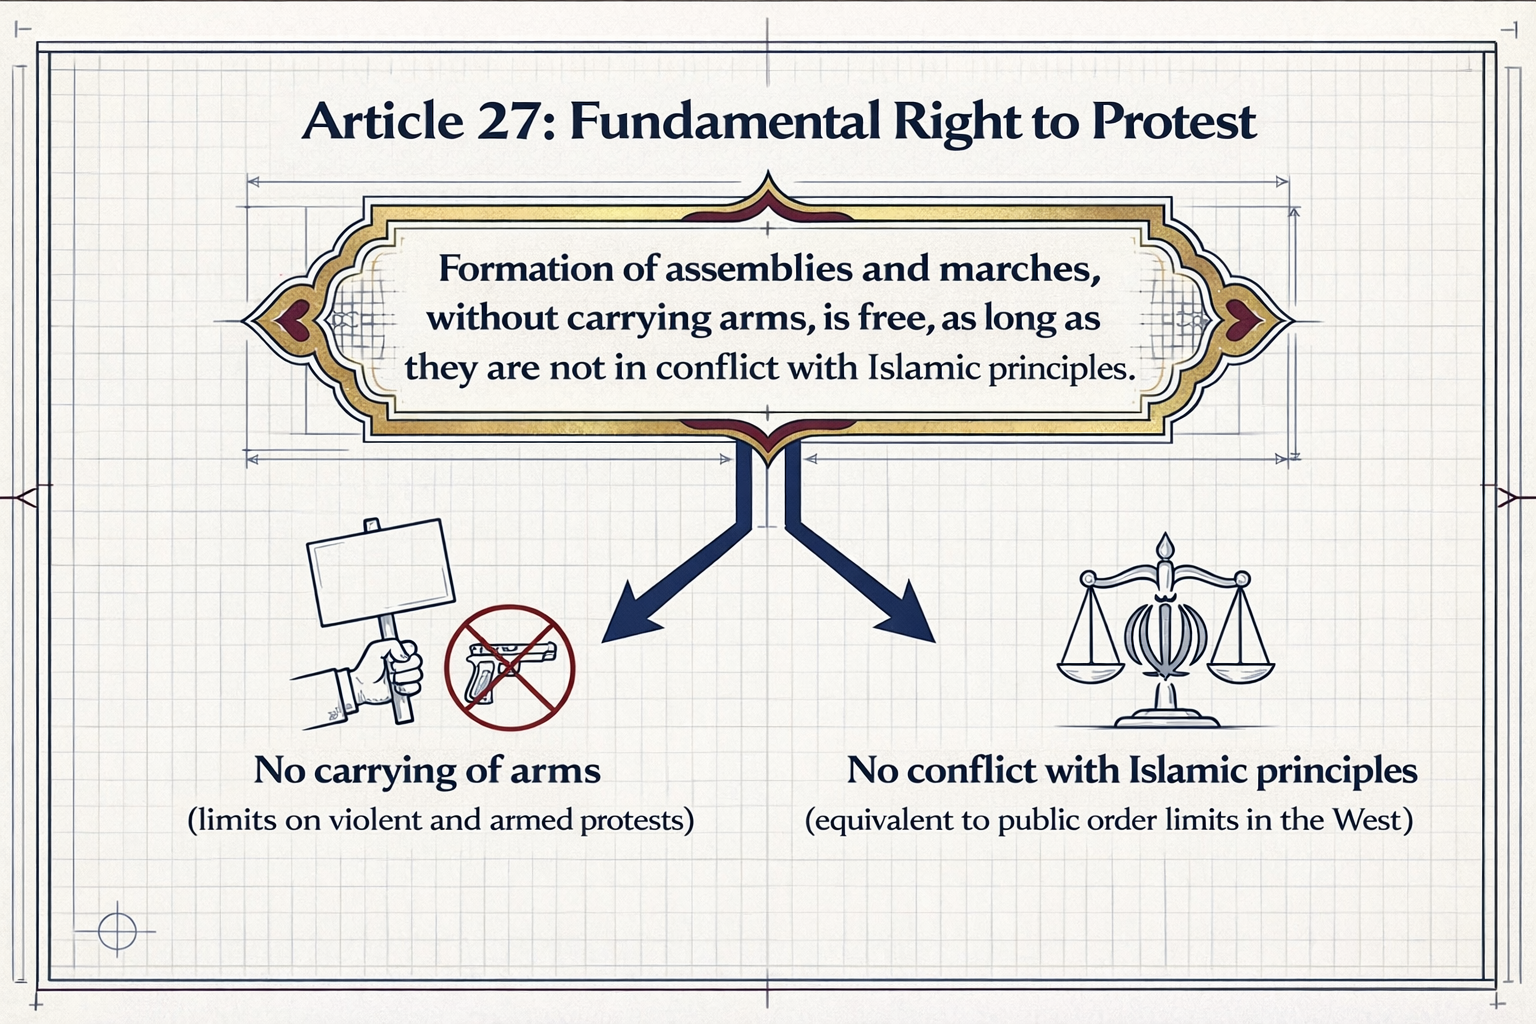 Article 27: Fundamental Right to Protest
Formation of assemblies and marches,
without carrying arms, is free, as long as
they are not in conflict with Islamic principles.
No carrying of arms
(limits on violent and armed protests)
No conflict with Islamic principles
(equivalent to public order limits in the West)